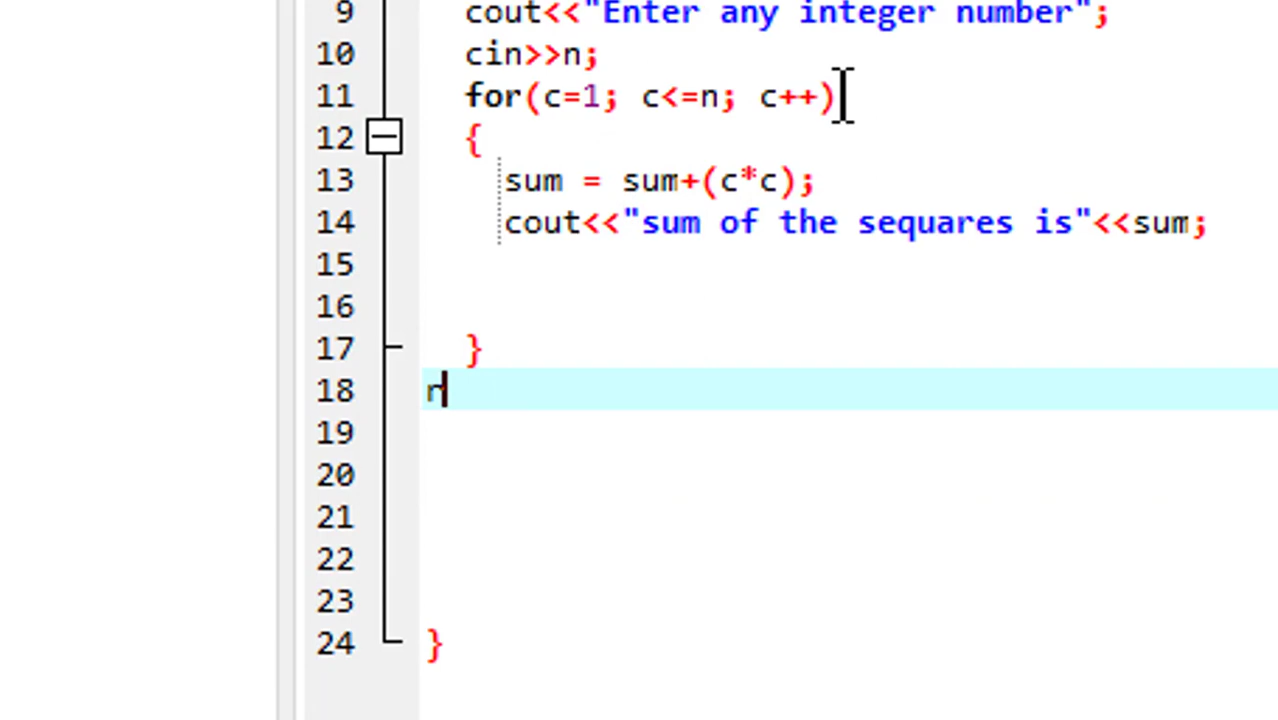 9 cout<<"Enter any integer number";
10 cin>>n;
11 for(c=1; c<=n; c++)
12 {
13 sum = sum+(c*c);
14 cout<<"sum of the sequares is"<<sum;
15
16
17 }
18 n
19
20
21
22
23
24 }